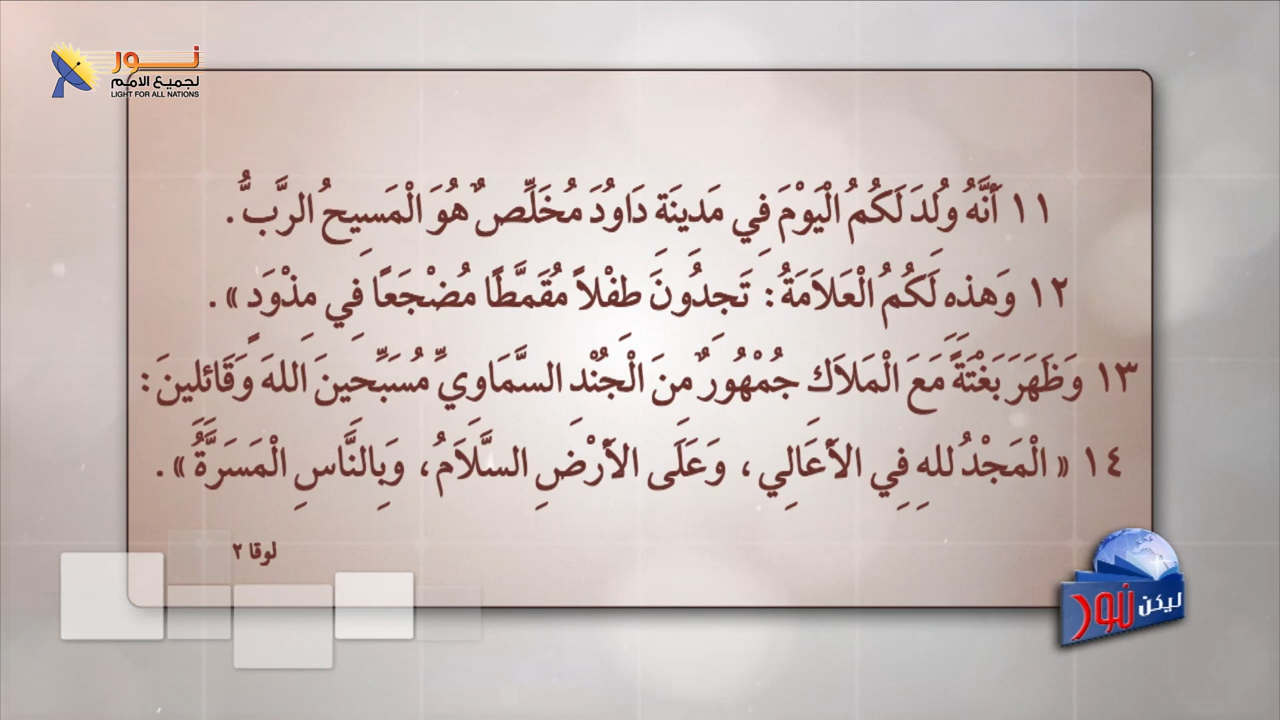 نور
لجميع الامم
LIGHT FOR ALL NATIONS
١١ أَنَّهُ وُلِدَ لَكُمُ الْيَوْمَ فِي مَدِينَةِ دَاوُدَ مُخَلِّصٌ هُوَ الْمَسِيحُ الرَّبُّ.
١٢ وَهذِهِ لَكُمُ الْعَلاَمَةُ: تَجِدُونَ طِفْلاً مُقَمَّطًا مُضْجَعًا فِي مِذْوَدٍ».
١٣ وَظَهَرَ بَغْتَةً مَعَ الْمَلاَكِ جُمْهُورٌ مِنَ الْجُنْدِ السَّمَاوِيِّ مُسَبِّحِينَ اللهَ وَقَائِلِينَ:
١٤ «الْمَجْدُ للهِ فِي الأَعَالِي، وَعَلَى الأَرْضِ السَّلاَمُ، وَبِالنَّاسِ الْمَسَرَّةُ».
لوقا ٢
ليكن نور